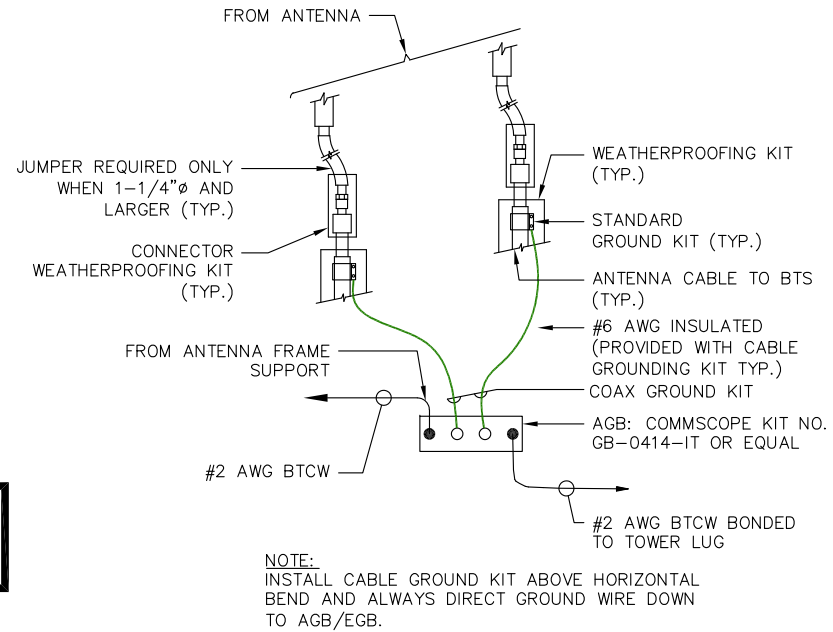 FROM ANTENNA
JUMPER REQUIRED ONLY
WHEN 1-1/4"ø AND
LARGER (TYP.)
CONNECTOR
WEATHERPROOFING KIT
(TYP.)
WEATHERPROOFING KIT
(TYP.)
STANDARD
GROUND KIT (TYP.)
ANTENNA CABLE TO BTS
(TYP.)
#6 AWG INSULATED
(PROVIDED WITH CABLE
GROUNDING KIT TYP.)
FROM ANTENNA FRAME
SUPPORT
COAX GROUND KIT
AGB: COMMSCOPE KIT NO.
GB-0414-IT OR EQUAL
#2 AWG BTCW
#2 AWG BTCW BONDED
TO TOWER LUG
NOTE:
INSTALL CABLE GROUND KIT ABOVE HORIZONTAL
BEND AND ALWAYS DIRECT GROUND WIRE DOWN
TO AGB/EGB.